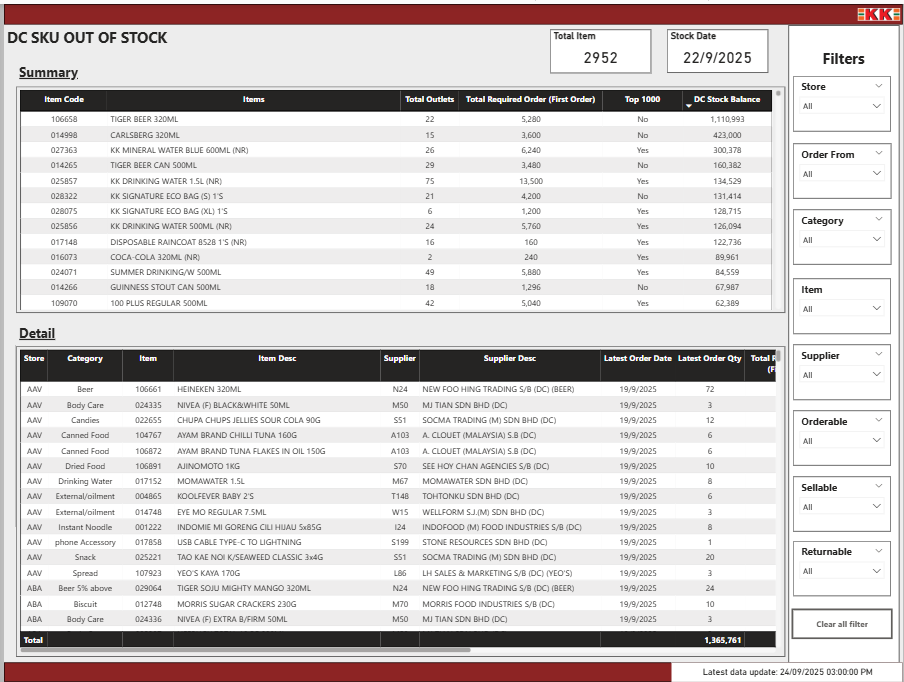 KK
DC SKU OUT OF STOCK
Total Item
2952
Stock Date
22/9/2025
Summary
Item Code Items Total Outlets Total Required Order (First Order) Top 1000 DC Stock Balance
106658 TIGER BEER 320ML 22 5,280 No 1,110,993
014998 CARLSBERG 320ML 15 3,600 No 423,000
027363 KK MINERAL WATER BLUE 600ML (NR) 26 6,240 Yes 300,378
014265 TIGER BEER CAN 500ML 29 3,480 No 160,382
025857 KK DRINKING WATER 1.5L (NR) 75 13,500 Yes 134,529
028322 KK SIGNATURE ECO BAG (S) 1'S 21 4,200 No 131,414
028075 KK SIGNATURE ECO BAG (XL) 1'S 6 1,200 Yes 128,715
025856 KK DRINKING WATER 500ML (NR) 24 5,760 Yes 126,094
017148 DISPOSABLE RAINCOAT 8528 1'S (NR) 16 160 Yes 122,736
016073 COCA-COLA 320ML (NR) 2 240 Yes 89,961
024071 SUMMER DRINKING/W 500ML 49 5,880 Yes 84,559
014266 GUINNESS STOUT CAN 500ML 18 1,296 No 67,987
109070 100 PLUS REGULAR 500ML 42 5,040 Yes 62,389
Detail
Store Category Item Item Desc Supplier Supplier Desc Latest Order Date Latest Order Qty Total
AAV Beer 106661 HEINEKEN 320ML N24 NEW FOO HING TRADING S/B (DC) (BEER) 19/9/2025 72
AAV Body Care 024335 NIVEA (F) BLACK&WHITE 50ML M50 MJ TIAN SDN BHD (DC) 19/9/2025 3
AAV Candies 022655 CHUPA CHUPS JELLIES SOUR COLA 90G S51 SOCMA TRADING (M) SDN BHD (DC) 19/9/2025 12
AAV Canned Food 104767 AYAM BRAND CHILLI TUNA 160G A103 A. CLOUET (MALAYSIA) S.B (DC) 19/9/2025 6
AAV Canned Food 106872 AYAM BRAND TUNA FLAKES IN OIL 150G A103 A. CLOUET (MALAYSIA) S.B (DC) 19/9/2025 6
AAV Dried Food 106891 AJINOMOTO 1KG S70 SEE HOY CHAN AGENCIES S/B (DC) 19/9/2025 10
AAV Drinking Water 017152 MOMAWATER 1.5L M67 MOMAWATER SDN BHD (DC) 19/9/2025 8
AAV External/oilment 004865 KOOLFEVER BABY 2'S T148 TOHTONKU SDN BHD (DC) 19/9/2025 6
AAV External/oilment 014748 EYE MO REGULAR 7.5ML W15 WELLFORM S.J.(M) SDN BHD (DC) 19/9/2025 3
AAV Instant Noodle 001222 INDOMIE MI GORENG CILI HIJAU 5x85G I24 INDOFOOD (M) FOOD INDUSTRIES S/B (DC) 19/9/2025 8
AAV phone Accessory 017858 USB CABLE TYPE-C TO LIGHTNING S199 STONE RESOURCES SDN BHD (DC) 19/9/2025 1
AAV Snack 025221 TAO KAE NOI K/SEAWEED CLASSIC 3x4G S51 SOCMA TRADING (M) SDN BHD (DC) 19/9/2025 20
AAV Spread 107923 YEO'S KAYA 170G L86 LH SALES & MARKETING S/B (DC) (YEO'S) 19/9/2025 3
ABA Beer 5% above 029064 TIGER SOJU MIGHTY MANGO 320ML N24 NEW FOO HING TRADING S/B (DC) (BEER) 19/9/2025 24
ABA Biscuit 012748 MORRIS SUGAR CRACKERS 230G M70 MORRIS FOOD INDUSTRIES S/B (DC) 19/9/2025 10
ABA Body Care 024336 NIVEA (F) EXTRA B/FIRM 50ML M50 MJ TIAN SDN BHD (DC) 19/9/2025 3
Total 1,365,761
Filters
Store
All
Order From
All
Category
All
Item
All
Supplier
All
Orderable
All
Sellable
All
Returnable
All
Clear all filter
Latest data update: 24/09/2025 03:00:00 PM